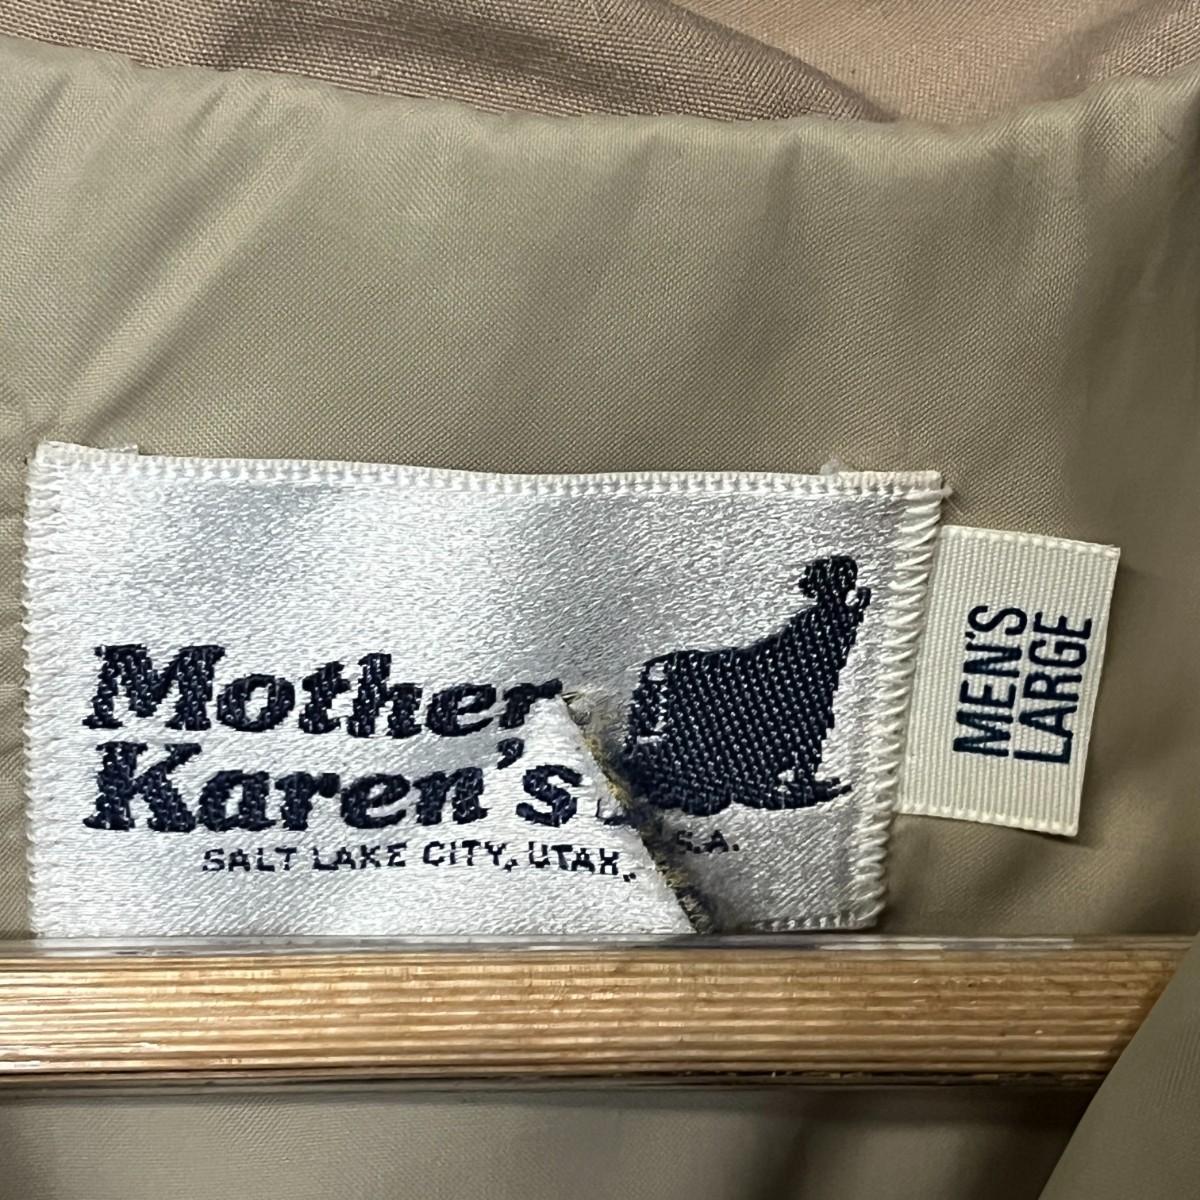 Mother
Karen's
SALT LAKE CITY, UTAH.
S.A.
MEN'S
LARGE